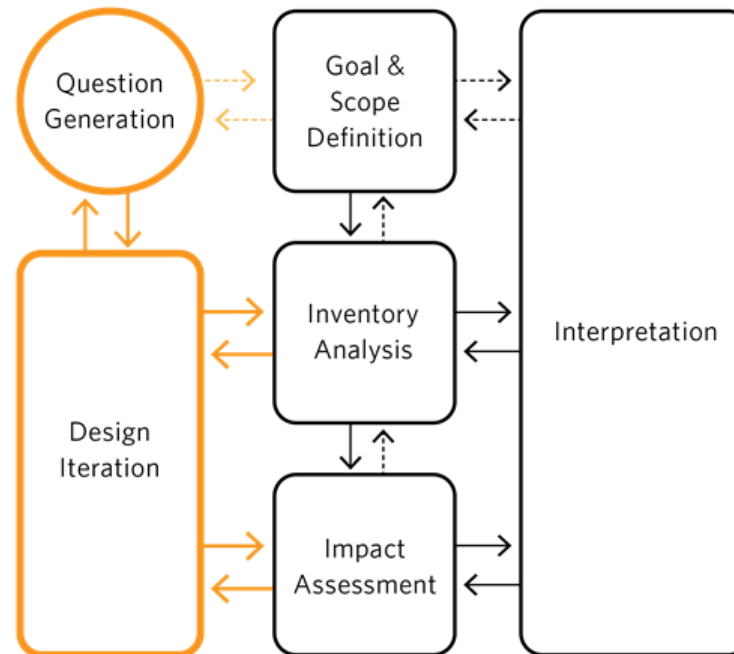 Question
Generation
Goal &
Scope
Definition
Inventory
Analysis
Interpretation
Design
Iteration
Impact
Assessment